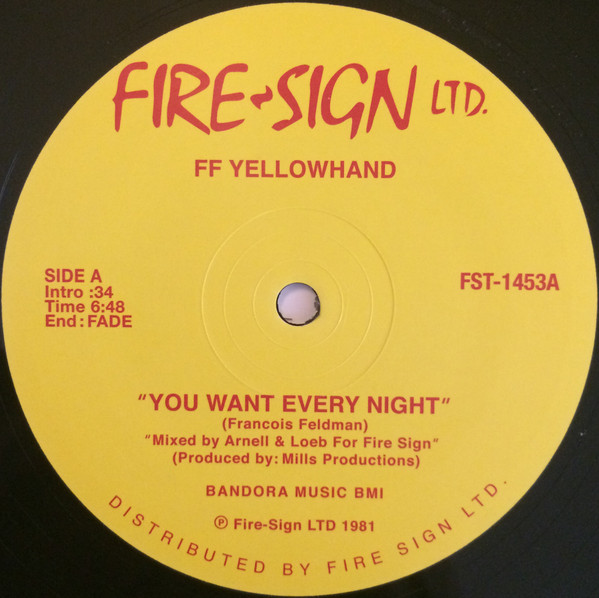 FIRE-SIGN LTD.
FF YELLOWHAND
SIDE A
Intro :34
Time 6:48
End: FADE
FST-1453A
"YOU WANT EVERY NIGHT"
(Francois Feldman)
"Mixed by Arnell & Loeb For Fire Sign"
(Produced by: Mills Productions)
BANDORA MUSIC BMI
℗ Fire-Sign LTD 1981
DISTRIBUTED BY FIRE SIGN LTD.